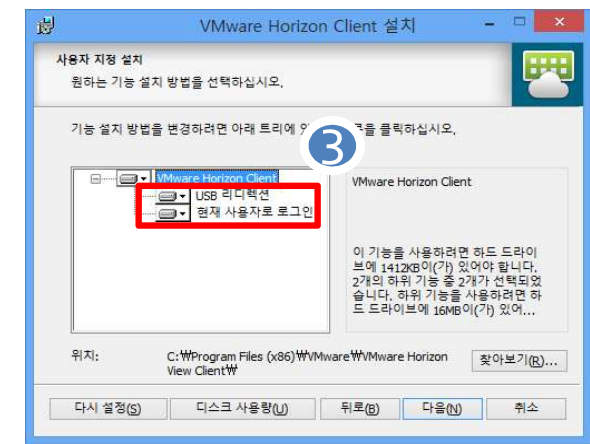 VMware Horizon Client 설치
사용자 지정 설치
원하는 기능 설치 방법을 선택하십시오.
기능 설치 방법을 변경하려면 아래 트리에 을 클릭하십시오.
3
VMware Horizon Client
USB 리디렉션
현재 사용자로 로그인
VMware Horizon Client
이 기능을 사용하려면 하드 드라이
브에 1412KB이(가) 있어야 합니다.
2개의 하위 기능 중 2개가 선택되었
습니다. 하위 기능을 사용하려면 하
드 드라이브에 16MB이(가) 있어...
위치:
C:₩Program Files (x86)₩VMware₩VMware Horizon
View Client₩
찾아보기(R)...
다시 설정(S) 디스크 사용량(U) 뒤로(B) 다음(N) 취소